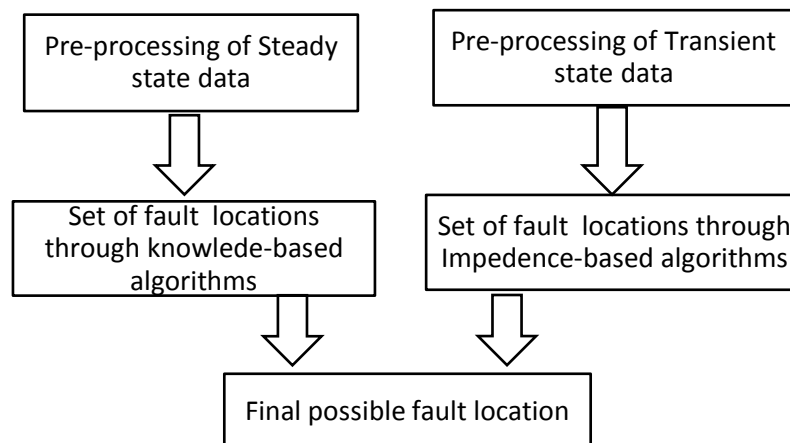 Pre-processing of Steady
state data
Pre-processing of Transient
state data
Set of fault locations
through knowlede-based
algorithms
Set of fault locations through
Impedence-based algorithms
Final possible fault location